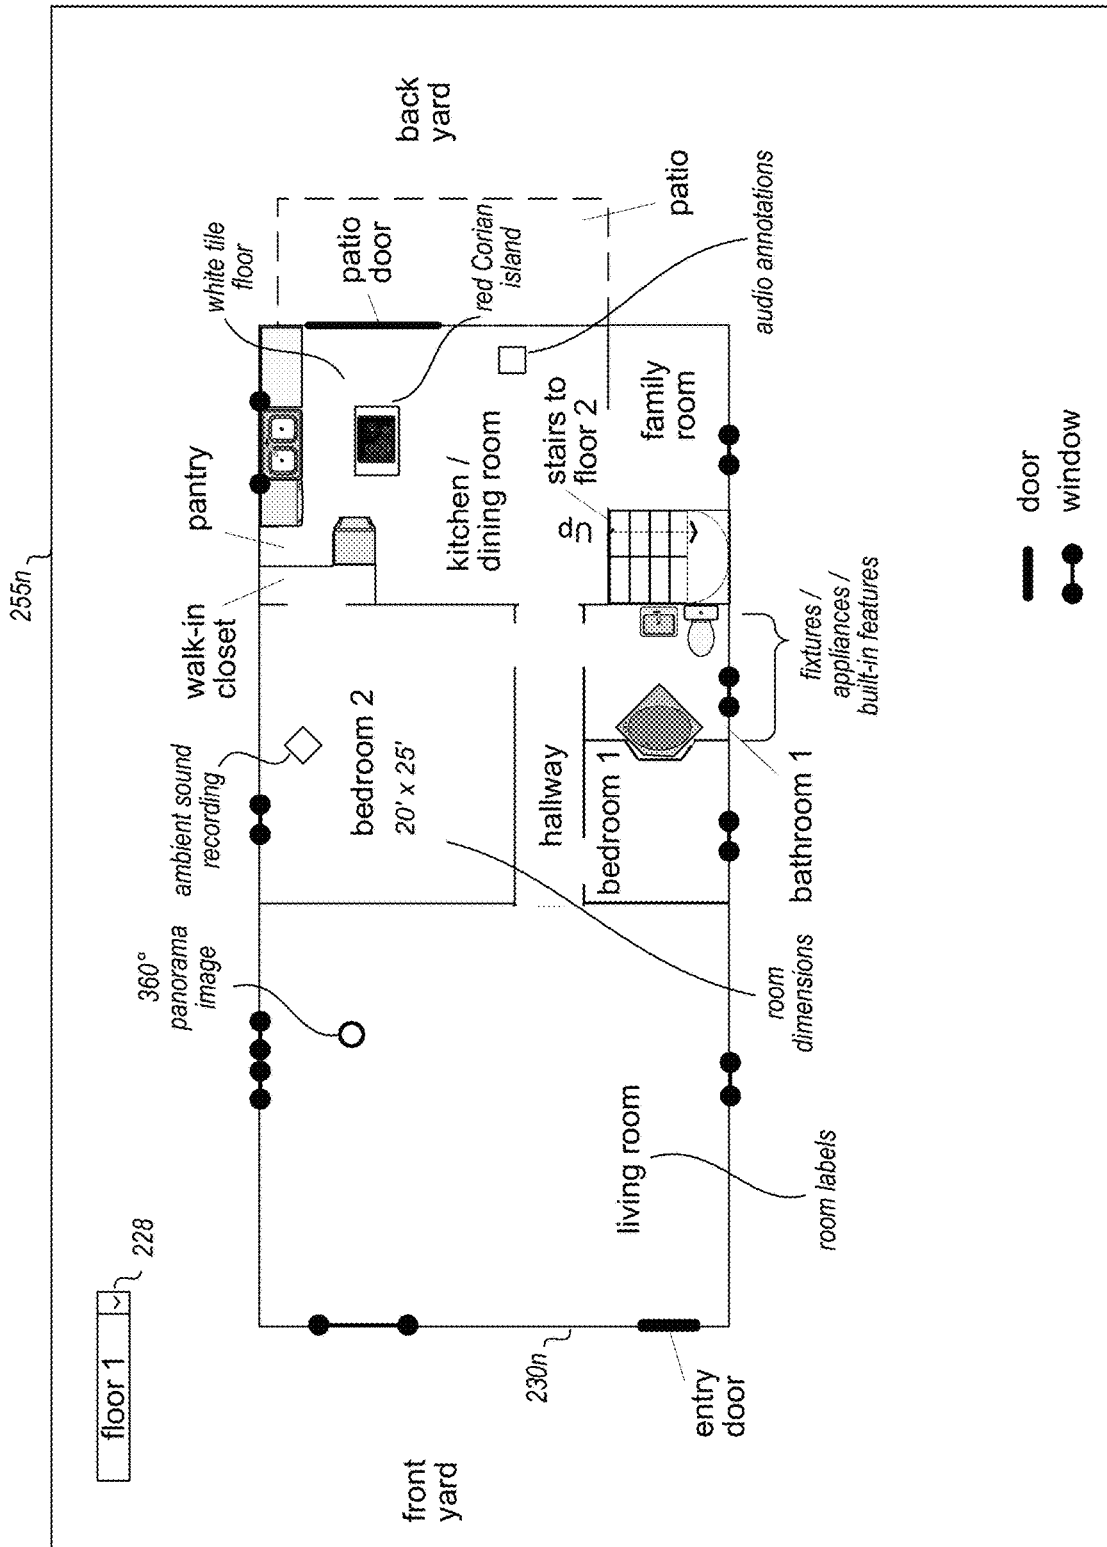 255n
floor 1
228
360°
panorama
image
ambient sound
recording
walk-in
closet
pantry
white tile
floor
patio
door
red Corian
island
back
yard
front
yard
bedroom 2
20' x 25'
kitchen /
dining room
230n
hallway
up
stairs to
floor 2
living room
bedroom 1
family
room
patio
entry
door
room
dimensions
bathroom 1
audio annotations
room labels
fixtures /
appliances /
built-in features
door
window